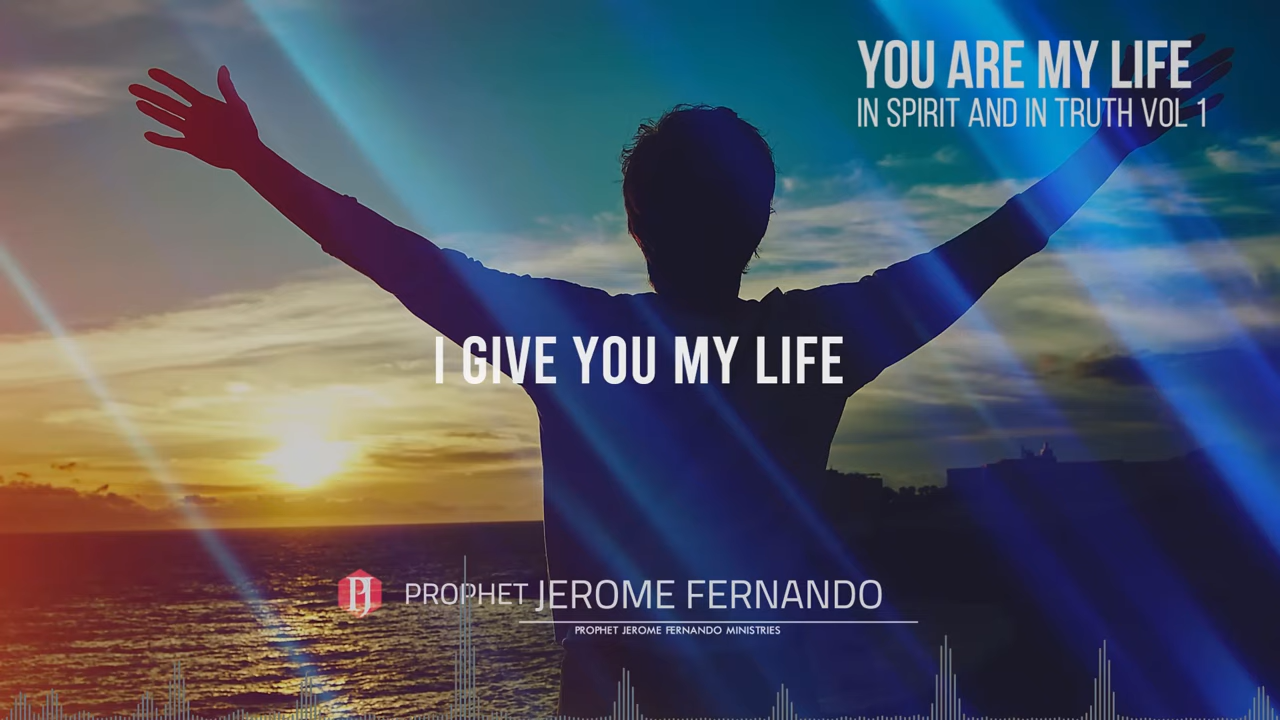 YOU ARE MY LIFE
IN SPIRIT AND IN TRUTH VOL 1
I GIVE YOU MY LIFE
PJ PROPHET JEROME FERNANDO
PROPHET JEROME FERNANDO MINISTRIES